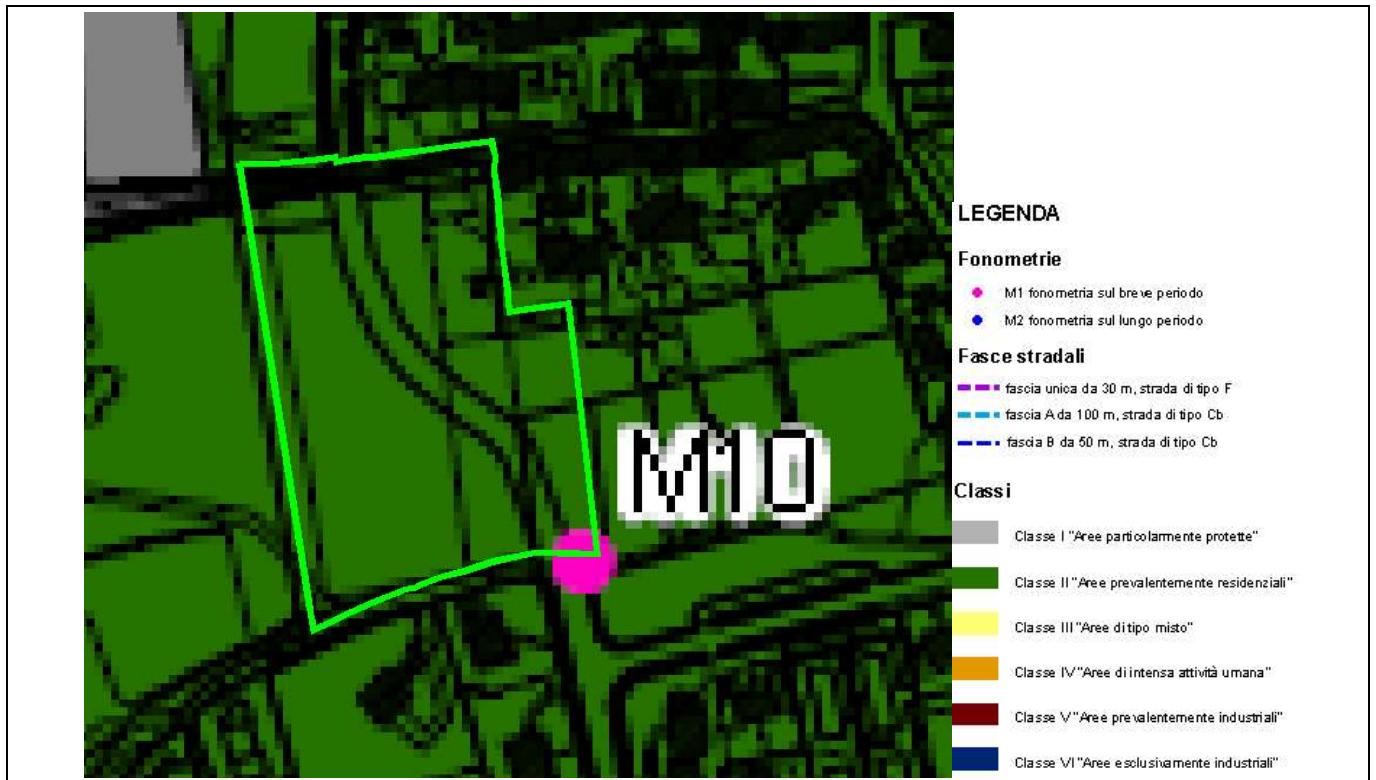 M10
LEGENDA
Fonometrie
M1 fonometria sul breve periodo
M2 fonometria sul lungo periodo
Fasce stradali
fascia unica da 30 m, strada di tipo F
fascia A da 100 m, strada di tipo Cb
fascia B da 50 m, strada di tipo Cb
Classi
Classe I "Aree particolarmente protette"
Classe II "Aree prevalentemente residenziali"
Classe III "Aree di tipo misto"
Classe IV "Aree di intensa attività umana"
Classe V "Aree prevalentemente industriali"
Classe VI "Aree esclusivamente industriali"